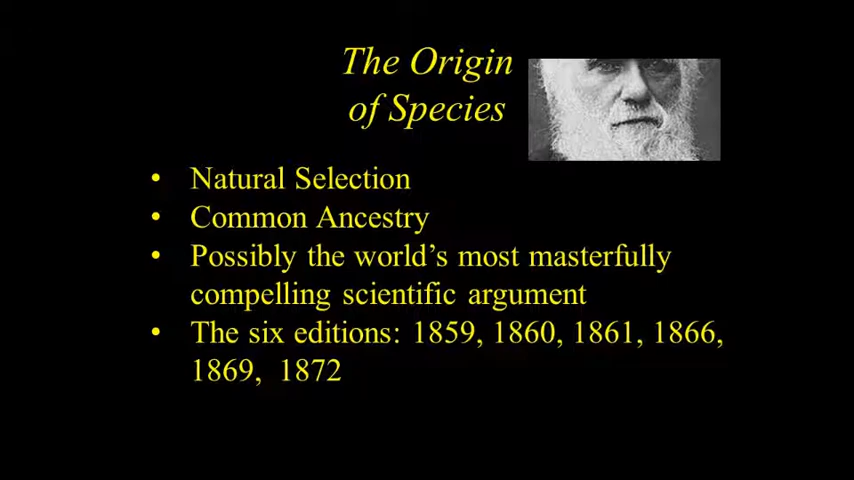 The Origin
of Species
• Natural Selection
• Common Ancestry
• Possibly the world's most masterfully
compelling scientific argument
• The six editions: 1859, 1860, 1861, 1866,
1869, 1872